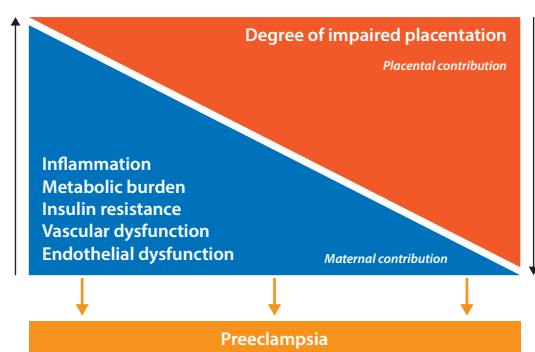 Degree of impaired placentation
Placental contribution
Inflammation
Metabolic burden
Insulin resistance
Vascular dysfunction
Endothelial dysfunction
Maternal contribution
Preeclampsia